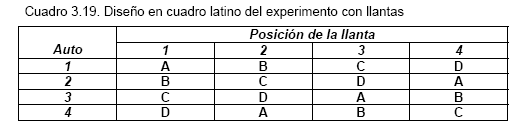 Cuadro 3.19. Diseño en cuadro latino del experimento con llantas
Auto Posición de la llanta
1 2 3 4
1 A B C D
2 B C D A
3 C D A B
4 D A B C